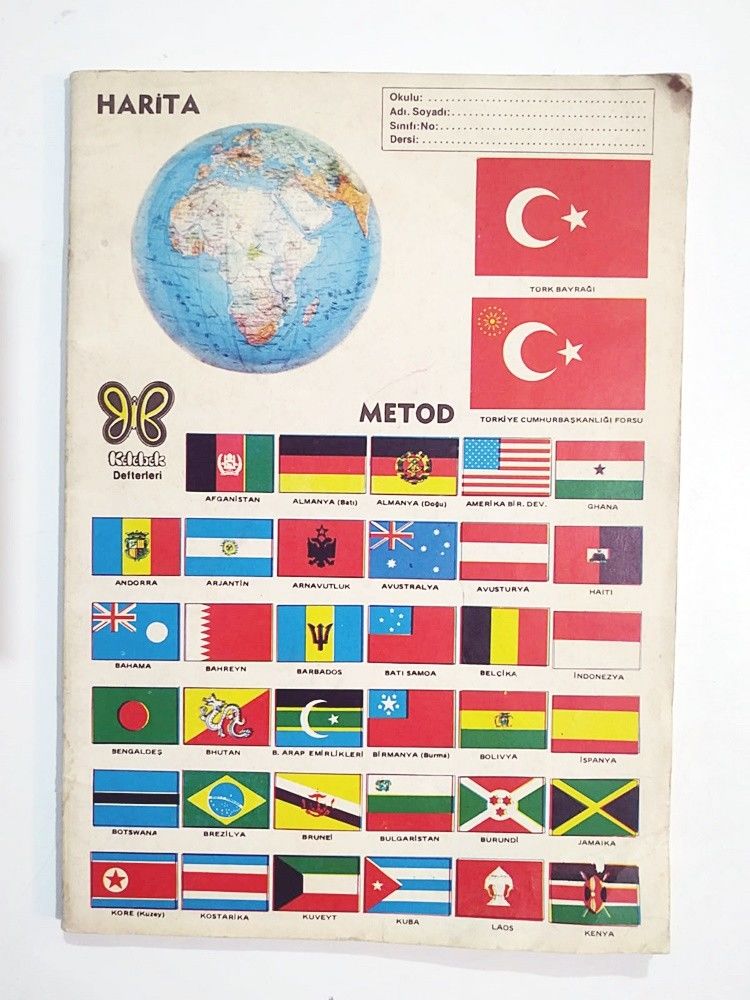 HARİTA
Okulu:
Adı. Soyadı:
Sınıfı:No:
Dersi:
TÜRK BAYRAĞI
TÜRKİYE CUMHURBAŞKANLIĞI FORSU
METOD
Kelebek
Defterleri
AFGANİSTAN
ALMANYA (Batı)
ALMANYA (Doğu)
AMERİKA BİR. DEV.
GHANA
ANDORRA
ARJANTİN
ARNAVUTLUK
AVUSTRALYA
AVUSTURYA
HAITI
BAHAMA
BAHREYN
BARBADOS
BATI SAMOA
BELÇİKA
İNDONEZYA
BENGALDEŞ
BHUTAN
B. ARAP EMİRLİKLERİ
BİRMANYA (Burma)
BOLIVYA
İSPANYA
BOTSWANA
BREZİLYA
BRUNEİ
BULGARİSTAN
BURUNDİ
JAMAIKA
KORE (Kuzey)
KOSTARİKA
KUVEYT
KUBA
LAOS
KENYA